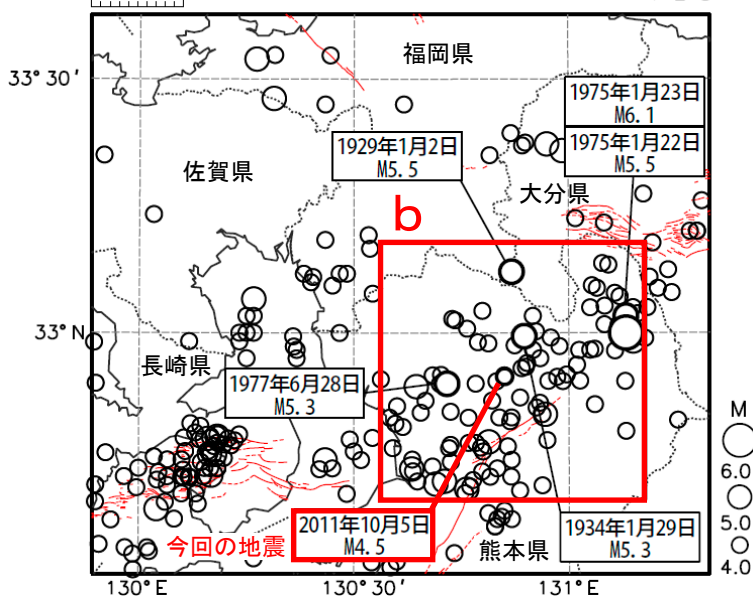 福岡県
33°30′
1975年1月23日
M6.1
1975年1月22日
M5.5
1929年1月2日
M5.5
佐賀県
大分県
b
33°N
長崎県
1977年6月28日
M5.3
M
6.0
5.0
4.0
2011年10月5日
M4.5
今回の地震
熊本県
1934年1月29日
M5.3
130°E
130°30′
131°E